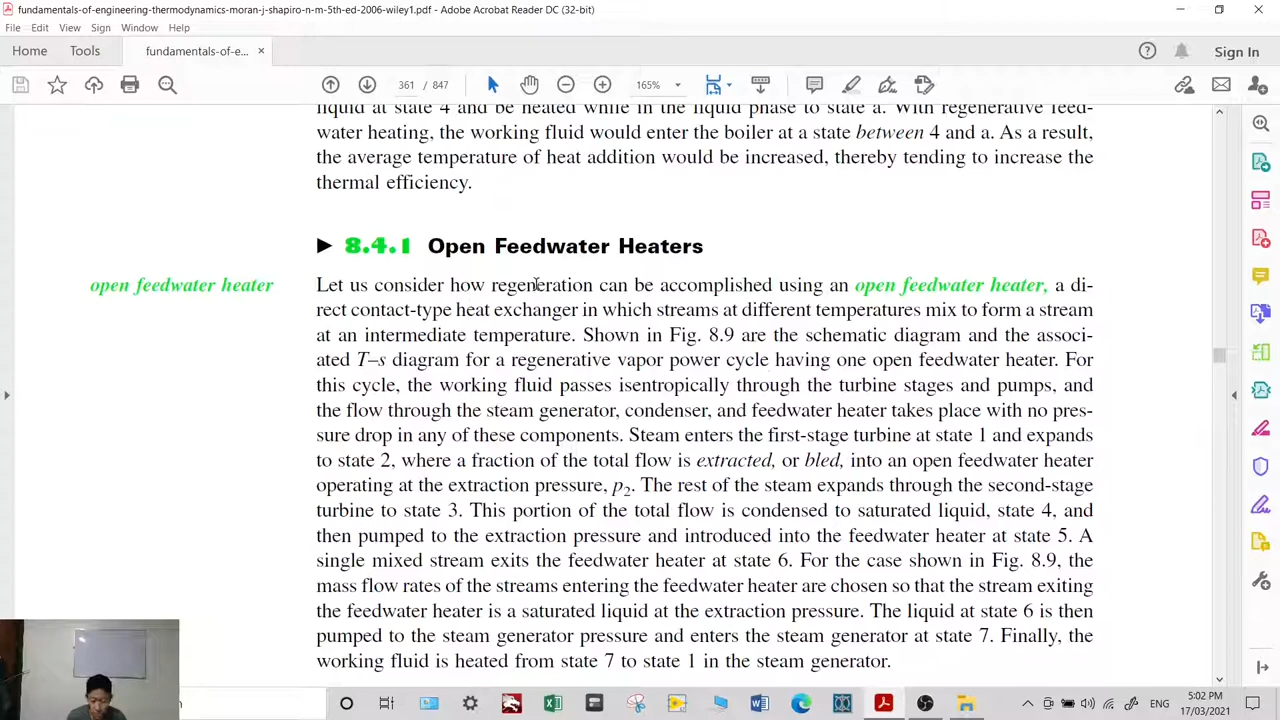 fundamentals-of-engineering-thermodynamics-moran-j-shapiro-n-m-5th-ed-2006-wiley1.pdf - Adobe Acrobat Reader DC (32-bit)
File Edit View Sign Window Help
Home Tools fundamentals-of-e... × Sign In
361 / 847 165%
liquid at state 4 and be heated while in the liquid phase to state a. With regenerative feed-
water heating, the working fluid would enter the boiler at a state between 4 and a. As a result,
the average temperature of heat addition would be increased, thereby tending to increase the
thermal efficiency.
► 8.4.1 Open Feedwater Heaters
open feedwater heater
Let us consider how regeneration can be accomplished using an open feedwater heater, a di-
rect contact-type heat exchanger in which streams at different temperatures mix to form a stream
at an intermediate temperature. Shown in Fig. 8.9 are the schematic diagram and the associ-
ated T–s diagram for a regenerative vapor power cycle having one open feedwater heater. For
this cycle, the working fluid passes isentropically through the turbine stages and pumps, and
the flow through the steam generator, condenser, and feedwater heater takes place with no pres-
sure drop in any of these components. Steam enters the first-stage turbine at state 1 and expands
to state 2, where a fraction of the total flow is extracted, or bled, into an open feedwater heater
operating at the extraction pressure, p2. The rest of the steam expands through the second-stage
turbine to state 3. This portion of the total flow is condensed to saturated liquid, state 4, and
then pumped to the extraction pressure and introduced into the feedwater heater at state 5. A
single mixed stream exits the feedwater heater at state 6. For the case shown in Fig. 8.9, the
mass flow rates of the streams entering the feedwater heater are chosen so that the stream exiting
the feedwater heater is a saturated liquid at the extraction pressure. The liquid at state 6 is then
pumped to the steam generator pressure and enters the steam generator at state 7. Finally, the
working fluid is heated from state 7 to state 1 in the steam generator.
ENG
5:02 PM
17/03/2021